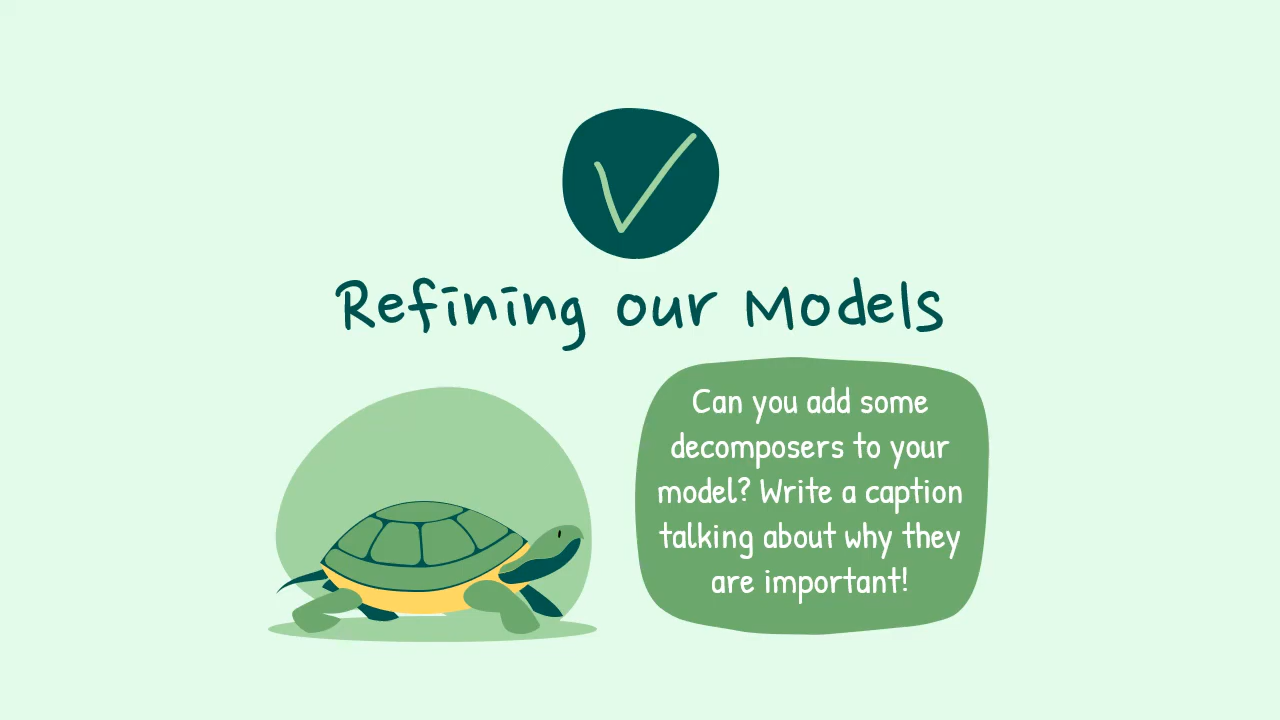 Refining our Models
Can you add some
decomposers to your
model? Write a caption
talking about why they
are important!